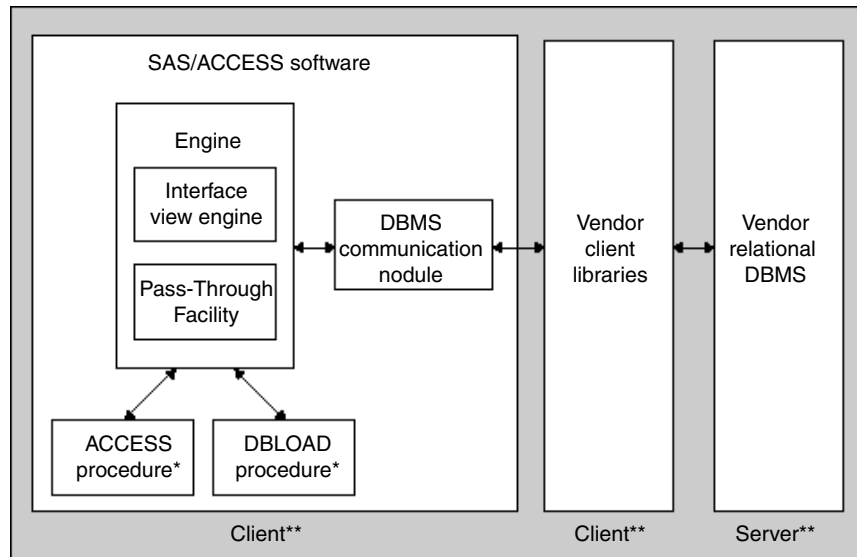 SAS/ACCESS software
Engine
Interface
view engine
Pass-Through
Facility
DBMS
communication
nodule
ACCESS
procedure*
DBLOAD
procedure*
Vendor
client
libraries
Vendor
relational
DBMS
Client**
Client**
Server**